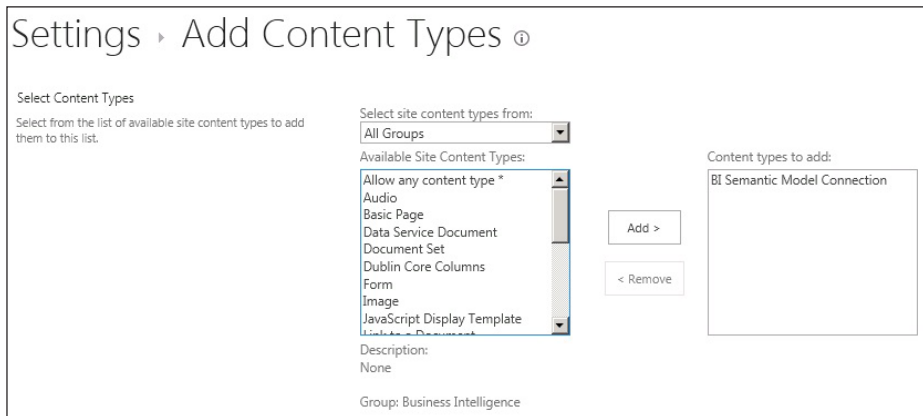 Settings ▸ Add Content Types
Select Content Types
Select from the list of available site content types to add
them to this list.
Select site content types from:
All Groups
Available Site Content Types:
Allow any content type *
Audio
Basic Page
Data Service Document
Document Set
Dublin Core Columns
Form
Image
JavaScript Display Template
Link to a Document
Description:
None
Group: Business Intelligence
Add >
< Remove
Content types to add:
BI Semantic Model Connection